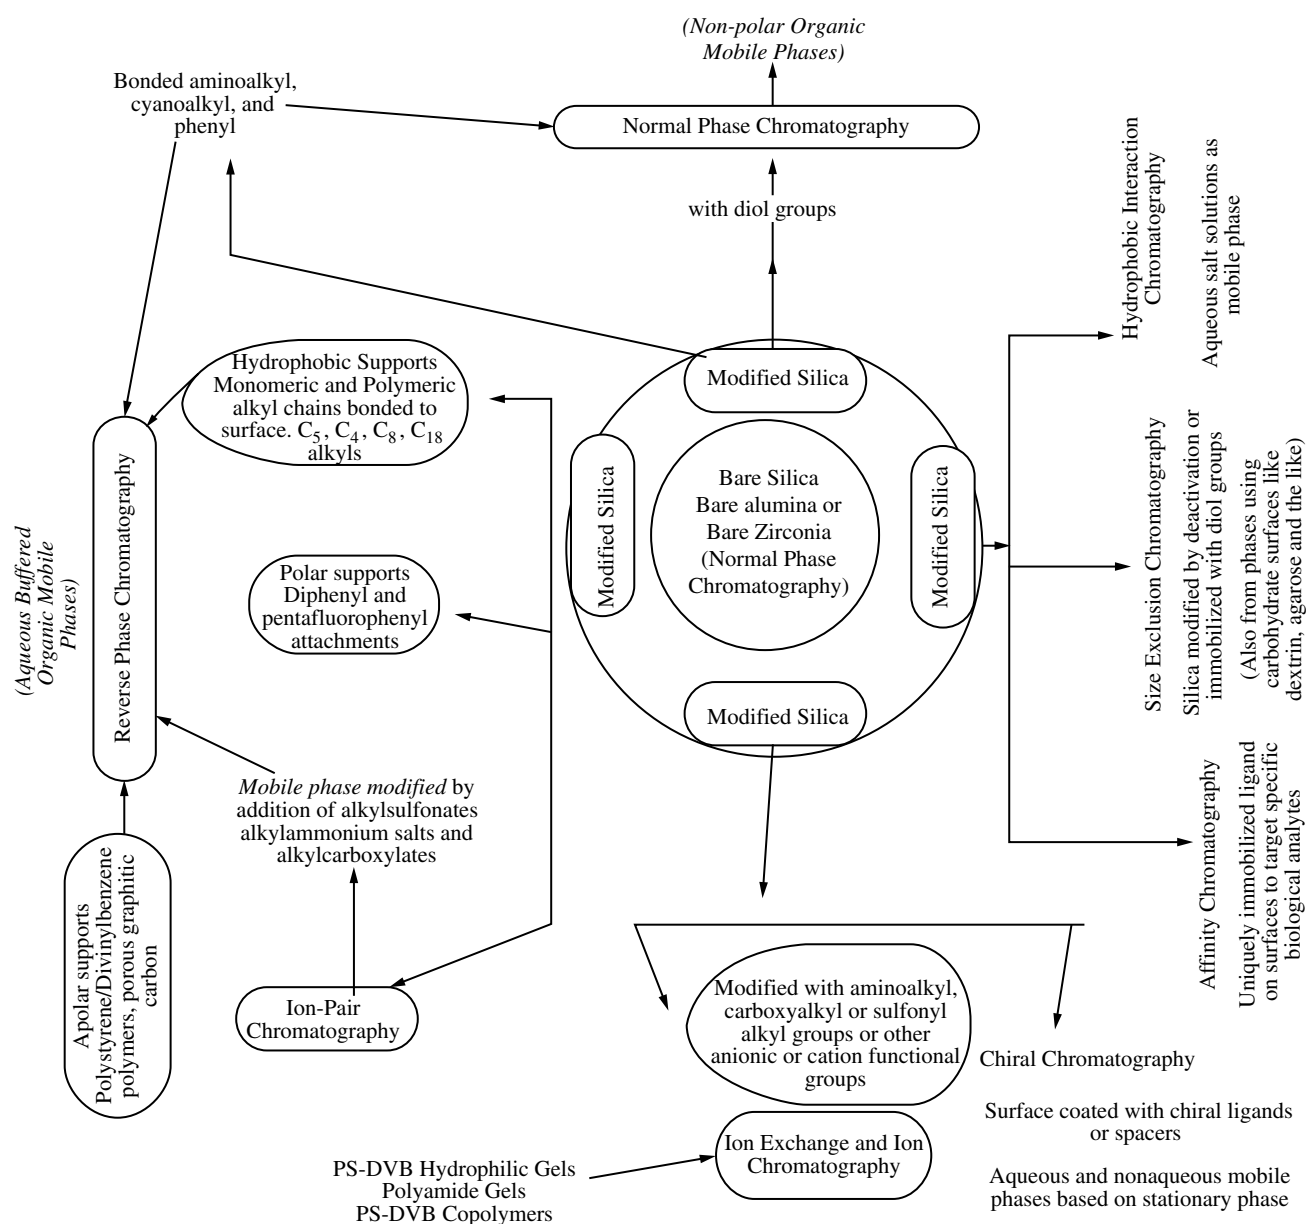 (Non-polar Organic
Mobile Phases)
Bonded aminoalkyl,
cyanoalkyl, and
phenyl
Normal Phase Chromatography
with diol groups
Hydrophobic Interaction
Chromatography
Aqueous salt solutions as
mobile phase
Hydrophobic Supports
Monomeric and Polymeric
alkyl chains bonded to
surface. C5, C4, C8, C18
alkyls
Modified Silica
Modified Silica
Bare Silica
Bare alumina or
Bare Zirconia
(Normal Phase
Chromatography)
Modified Silica
Modified Silica
Size Exclusion Chromatography
Silica modified by deactivation or
immobilized with diol groups
(Also from phases using
carbohydrate surfaces like
dextrin, agarose and the like)
(Aqueous Buffered
Organic Mobile
Phases)
Reverse Phase Chromatography
Polar supports
Diphenyl and
pentafluorophenyl
attachments
Mobile phase modified by
addition of alkylsulfonates
alkylammonium salts and
alkylcarboxylates
Affinity Chromatography
Uniquely immobilized ligand
on surfaces to target specific
biological analytes
Apolar supports
Polystyrene/Divinylbenzene
polymers, porous graphitic
carbon
Ion-Pair
Chromatography
Modified with aminoalkyl,
carboxyalkyl or sulfonyl
alkyl groups or other
anionic or cation functional
groups
Chiral Chromatography
Surface coated with chiral ligands
or spacers
Aqueous and nonaqueous mobile
phases based on stationary phase
Ion Exchange and Ion
Chromatography
PS-DVB Hydrophilic Gels
Polyamide Gels
PS-DVB Copolymers